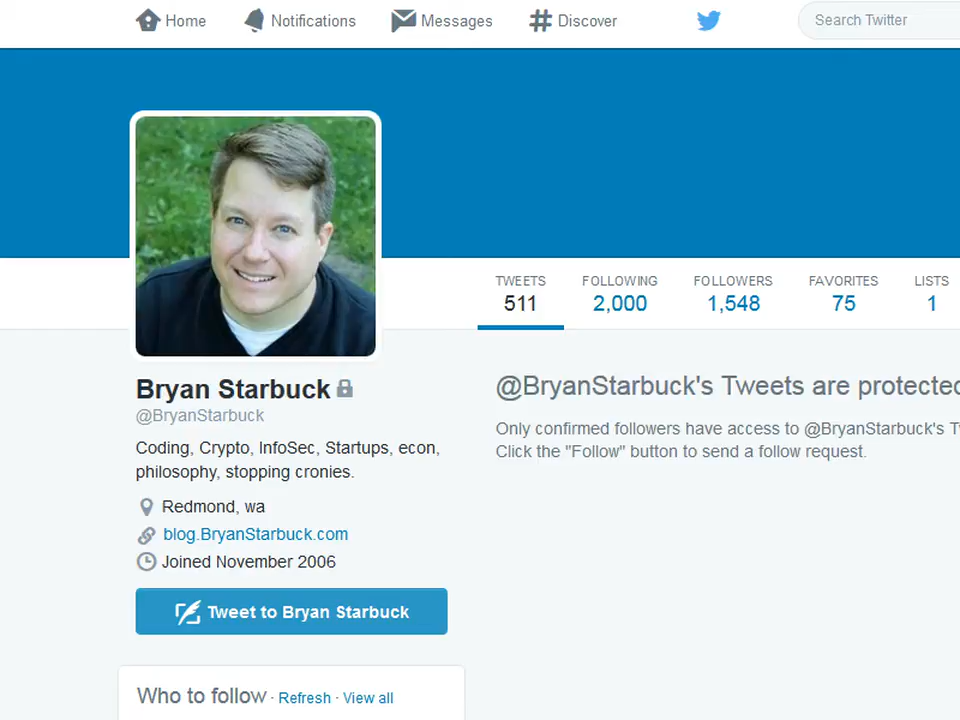 Home Notifications Messages Discover Search Twitter
TWEETS FOLLOWING FOLLOWERS FAVORITES LISTS
511 2,000 1,548 75 1
Bryan Starbuck
@BryanStarbuck
Coding, Crypto, InfoSec, Startups, econ,
philosophy, stopping cronies.
Redmond, wa
blog.BryanStarbuck.com
Joined November 2006
Tweet to Bryan Starbuck
Who to follow · Refresh · View all
@BryanStarbuck's Tweets are protected
Only confirmed followers have access to @BryanStarbuck's
Click the "Follow" button to send a follow request.